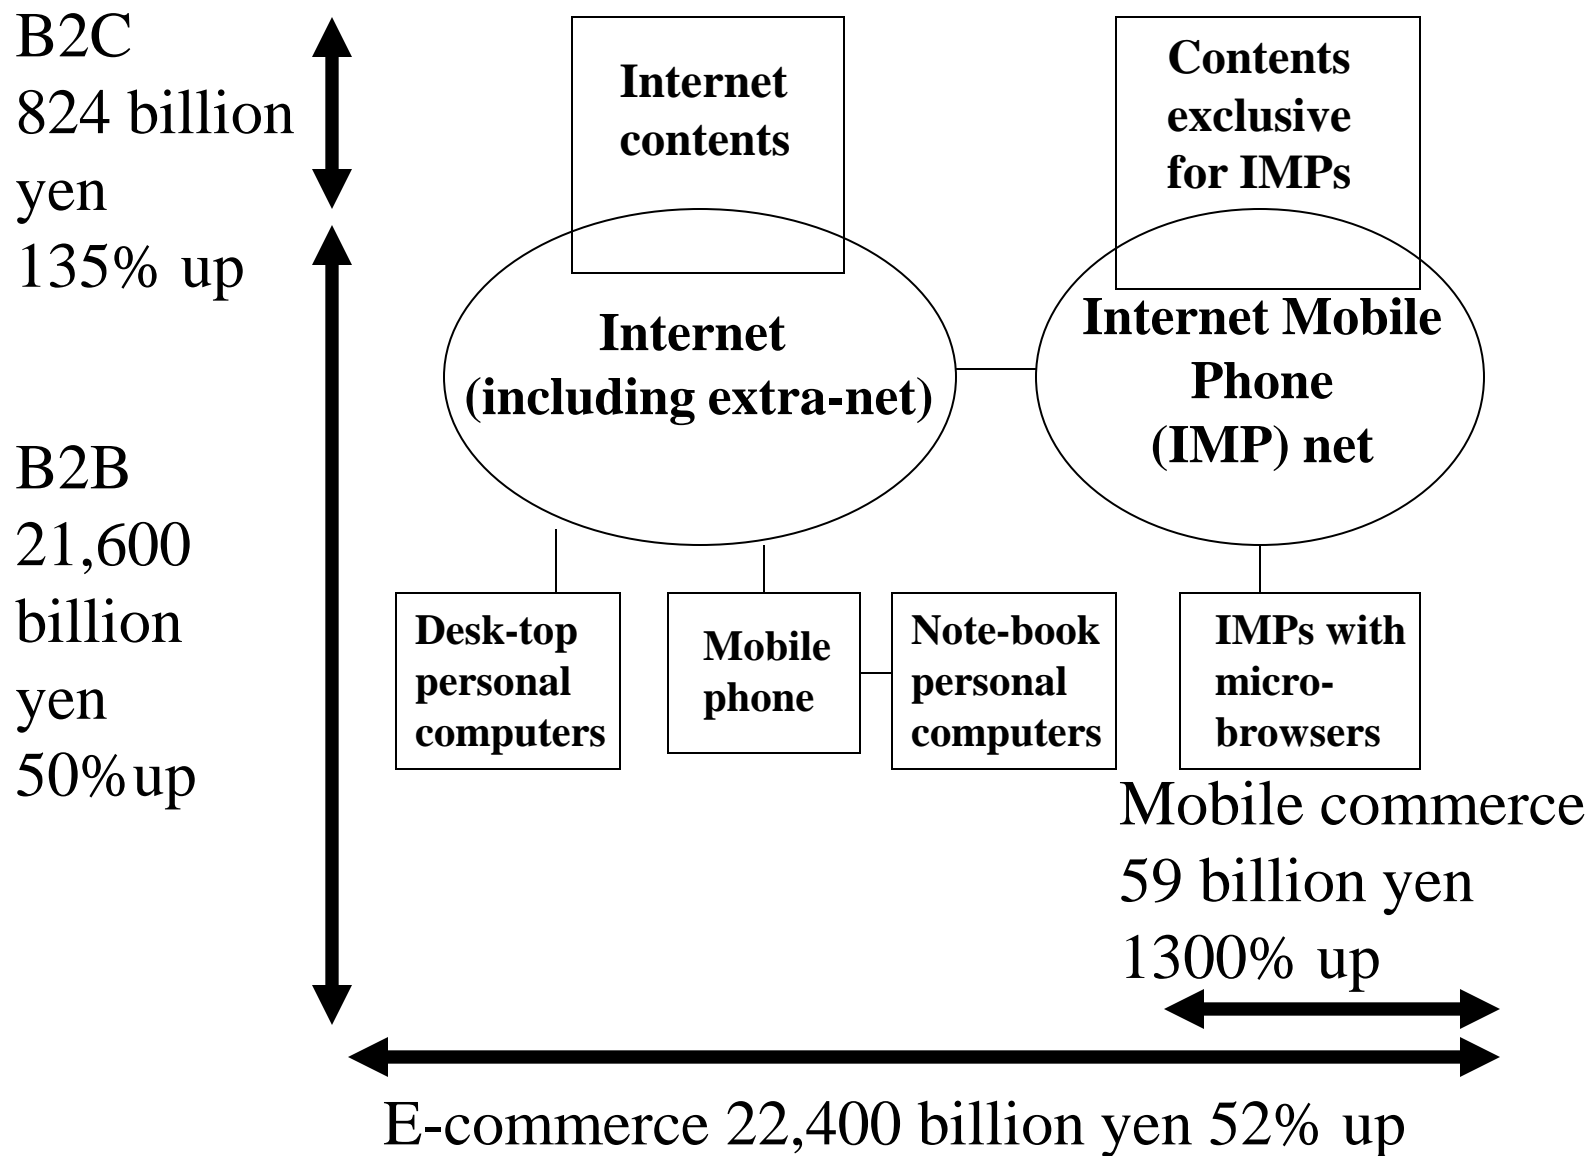 B2C
824 billion
yen
135% up
B2B
21,600
billion
yen
50%up
Internet
contents
Contents
exclusive
for IMPs
Internet
(including extra-net)
Internet Mobile
Phone
(IMP) net
Desk-top
personal
computers
Mobile
phone
Note-book
personal
computers
IMPs with
micro-
browsers
Mobile commerce
59 billion yen
1300% up
E-commerce 22,400 billion yen 52% up